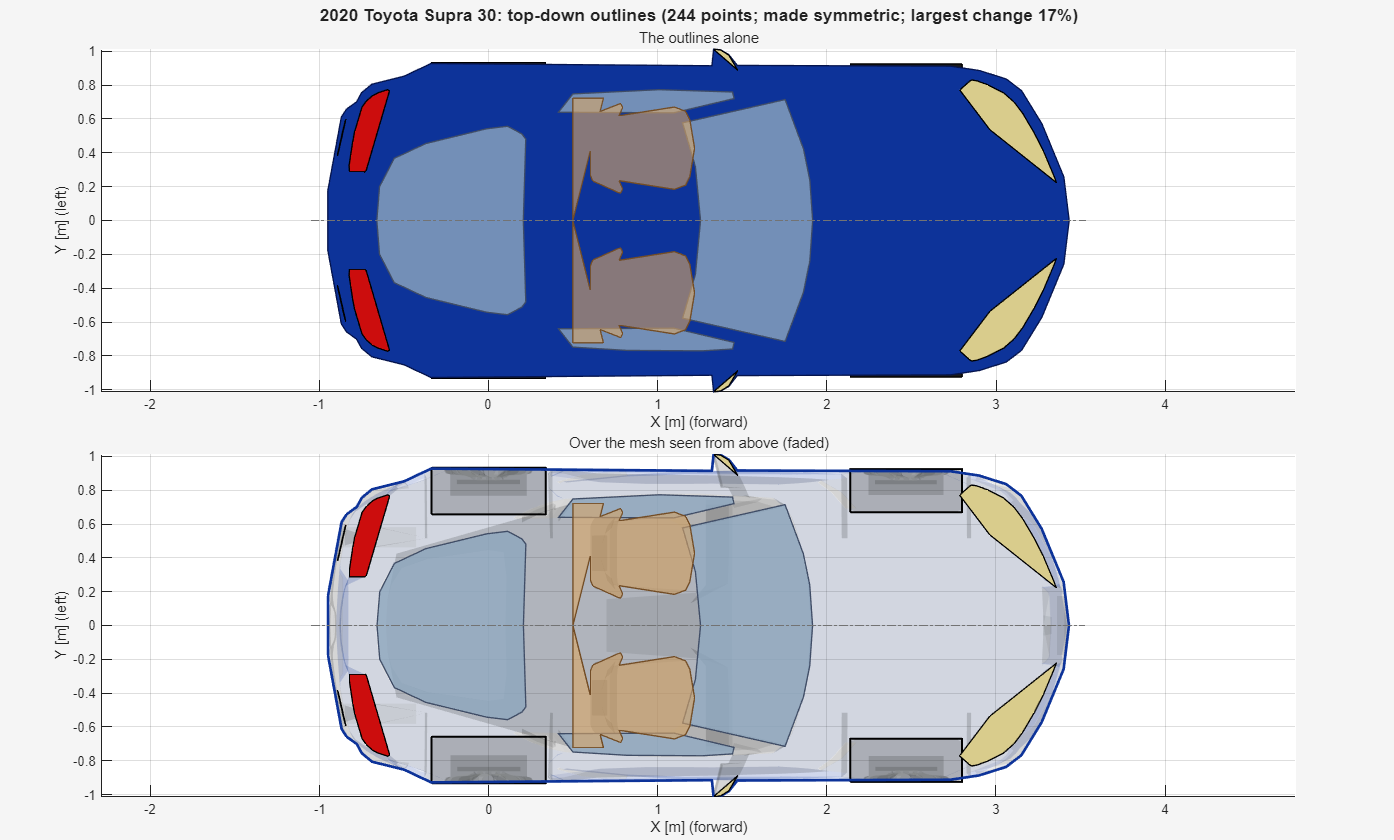 2020 Toyota Supra 30: top-down outlines (244 points; made symmetric; largest change 17%)
The outlines alone
1
0.8
0.6
0.4
0.2
0
-0.2
-0.4
-0.6
-0.8
-1
Y [m] (left)
-2 -1 0 1 2 3 4
X [m] (forward)
Over the mesh seen from above (faded)
1
0.8
0.6
0.4
0.2
0
-0.2
-0.4
-0.6
-0.8
-1
Y [m] (left)
-2 -1 0 1 2 3 4
X [m] (forward)